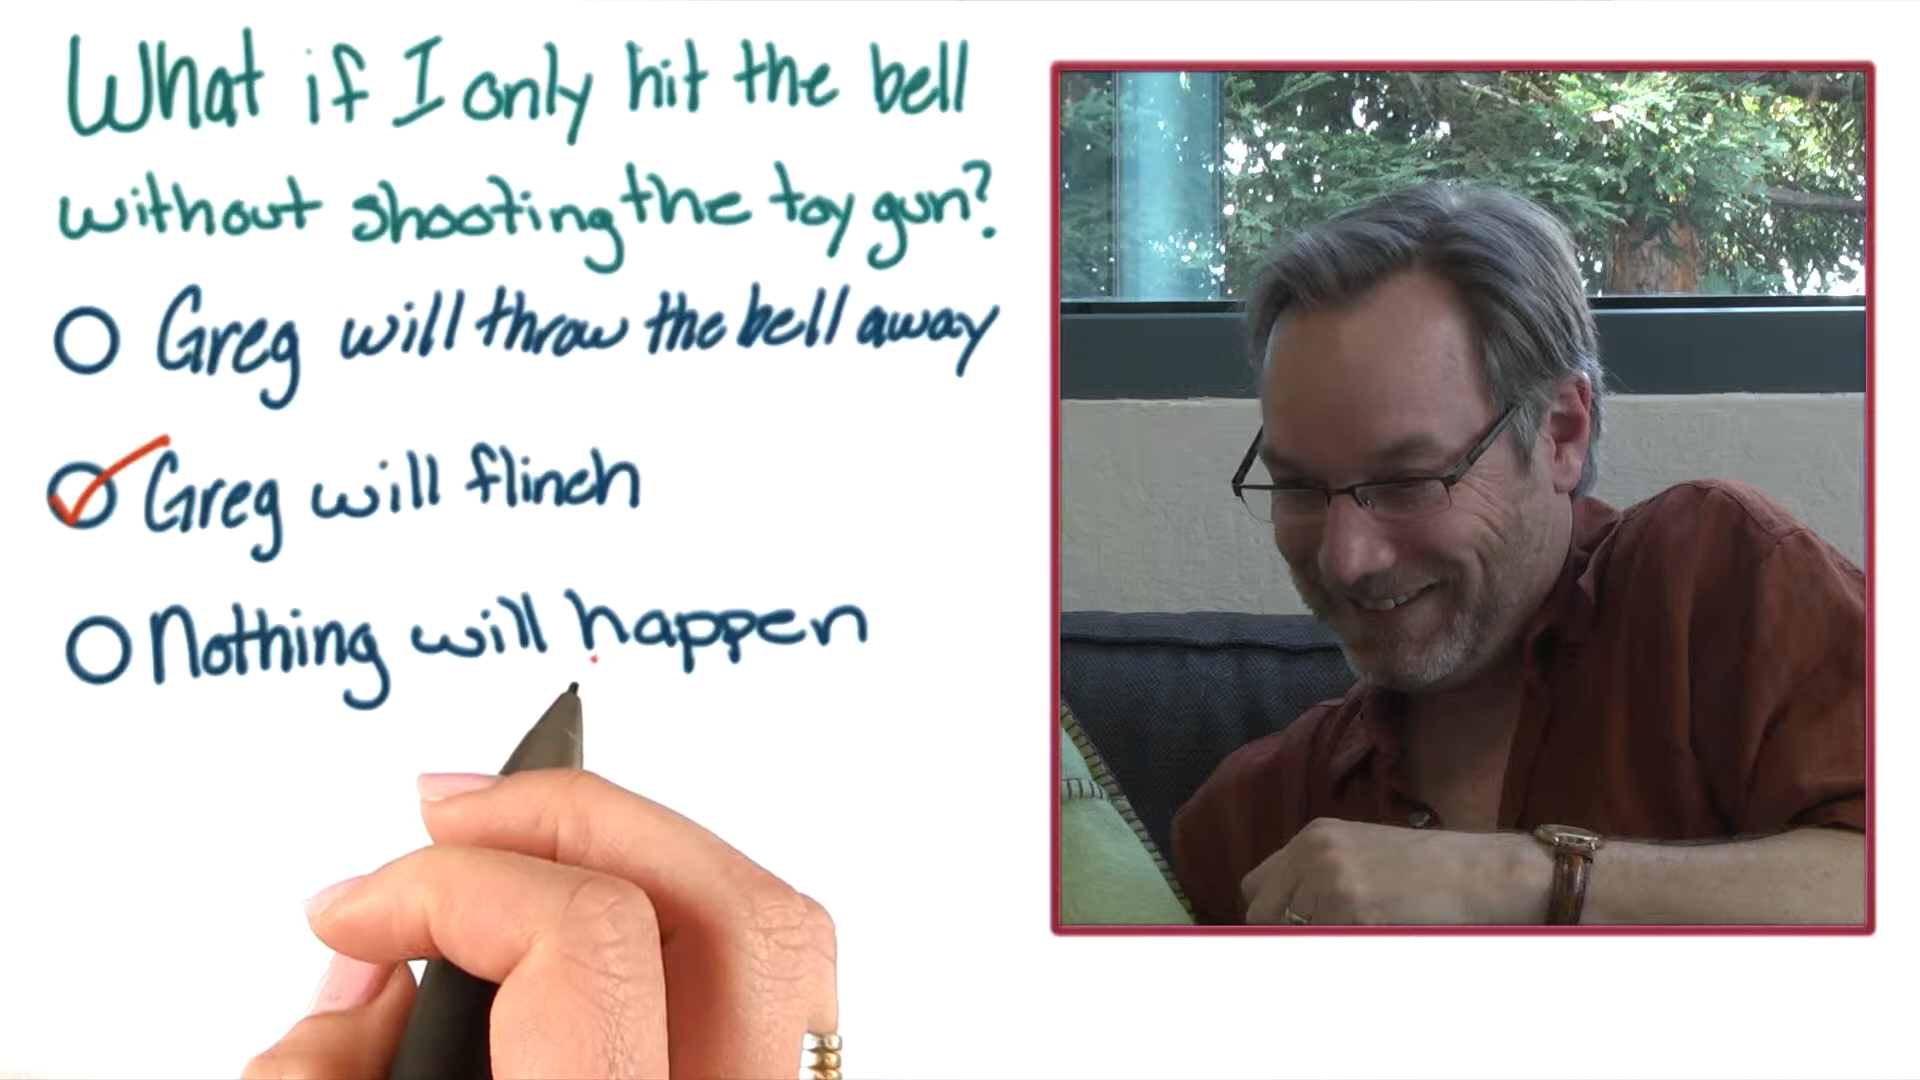 What if I only hit the bell
without shooting the toy gun?
Greg will throw the bell away
Greg will flinch
Nothing will happen